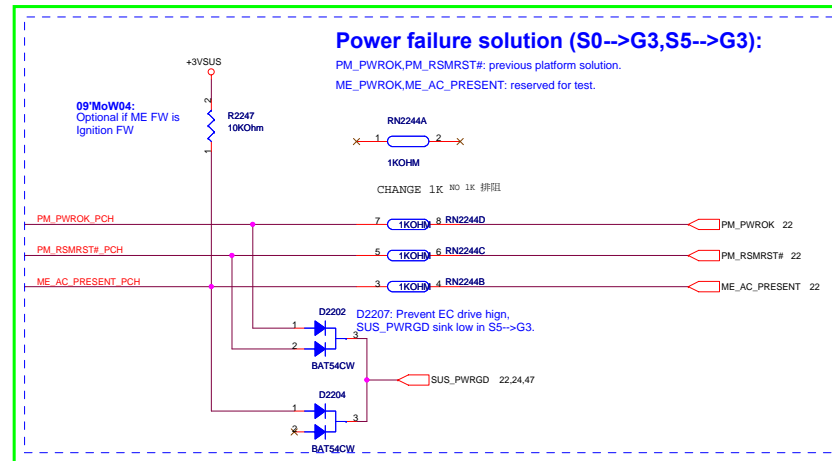 Power failure solution (S0-->G3,S5-->G3):
PM_PWROK,PM_RSMRST#: previous platform solution.
ME_PWROK,ME_AC_PRESENT: reserved for test.
+3VSUS
09'MoW04:
Optional if ME FW is
Ignition FW
2
R2247
10KOhm
1
RN2244A
1 2
1KOHM
CHANGE 1K NO 1K 排阻
PM_PWROK_PCH 7 1KOHM 8 RN2244D PM_PWROK 22
PM_RSMRST#_PCH 5 1KOHM 6 RN2244C PM_RSMRST# 22
ME_AC_PRESENT_PCH 3 1KOHM 4 RN2244B ME_AC_PRESENT 22
D2202
D2207: Prevent EC drive hign,
SUS_PWRGD sink low in S5-->G3.
1
3
2
BAT54CW
SUS_PWRGD 22,24,47
D2204
1
3
2
BAT54CW